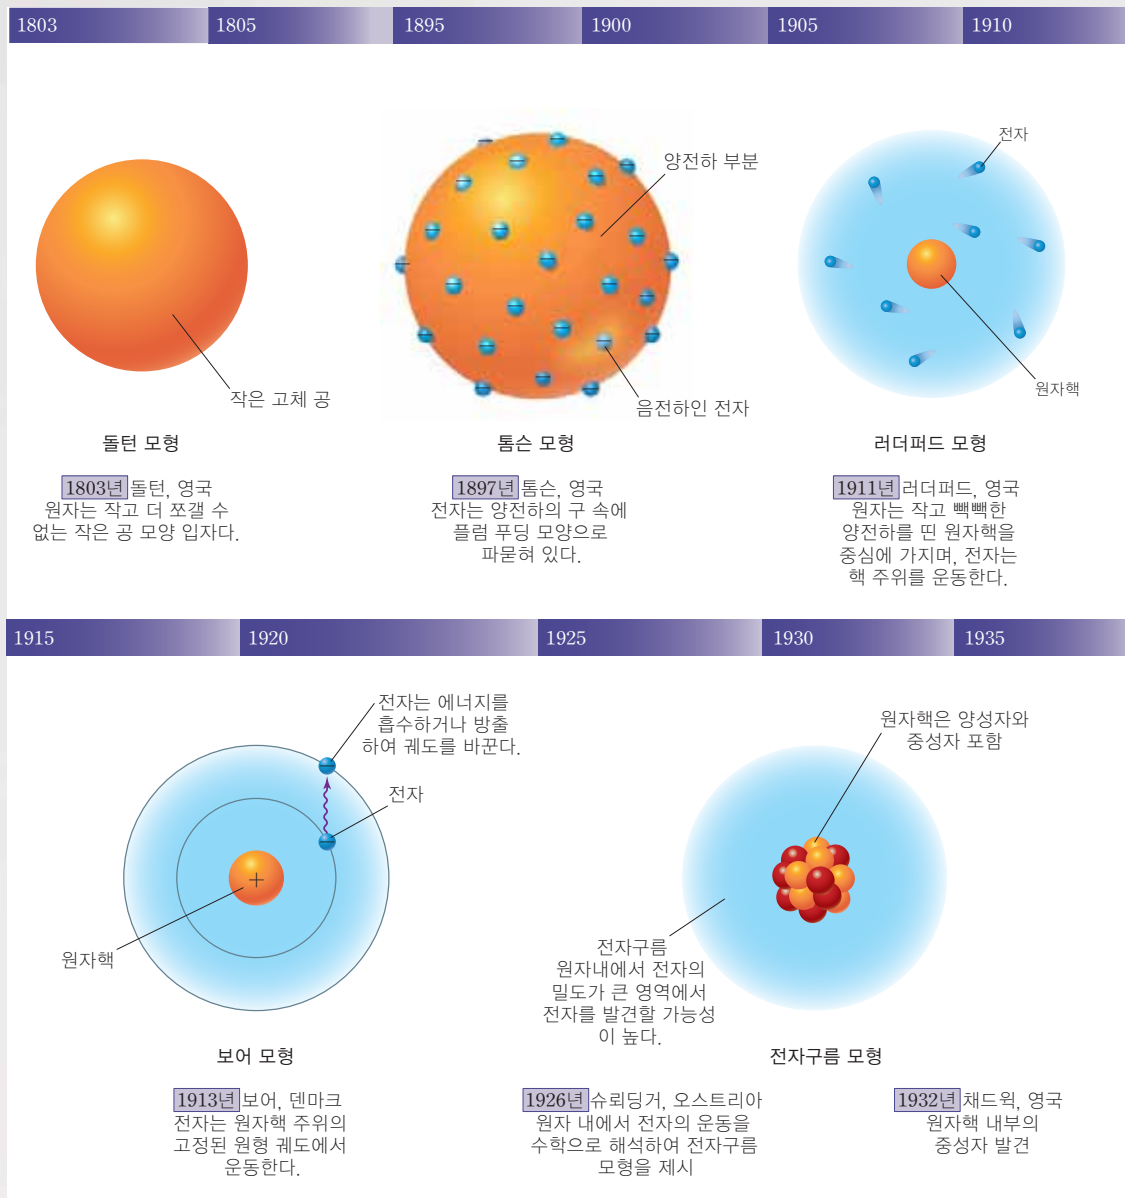 1803 1805 1895 1900 1905 1910
전자
양전하 부분
작은 고체 공
음전하인 전자
원자핵
돌턴 모형
1803년 돌턴, 영국
원자는 작고 더 쪼갤 수
없는 작은 공 모양 입자다.
톰슨 모형
1897년 톰슨, 영국
전자는 양전하의 구 속에
플럼 푸딩 모양으로
파묻혀 있다.
러더퍼드 모형
1911년 러더퍼드, 영국
원자는 작고 빽빽한
양전하를 띤 원자핵을
중심에 가지며, 전자는
핵 주위를 운동한다.
1915 1920 1925 1930 1935
전자는 에너지를
흡수하거나 방출
하여 궤도를 바꾼다.
전자
+
원자핵
보어 모형
1913년 보어, 덴마크
전자는 원자핵 주위의
고정된 원형 궤도에서
운동한다.
원자핵은 양성자와
중성자 포함
전자구름
원자내에서 전자의
밀도가 큰 영역에서
전자를 발견할 가능성
이 높다.
전자구름 모형
1926년 슈뢰딩거, 오스트리아
원자 내에서 전자의 운동을
수학으로 해석하여 전자구름
모형을 제시
1932년 채드윅, 영국
원자핵 내부의
중성자 발견